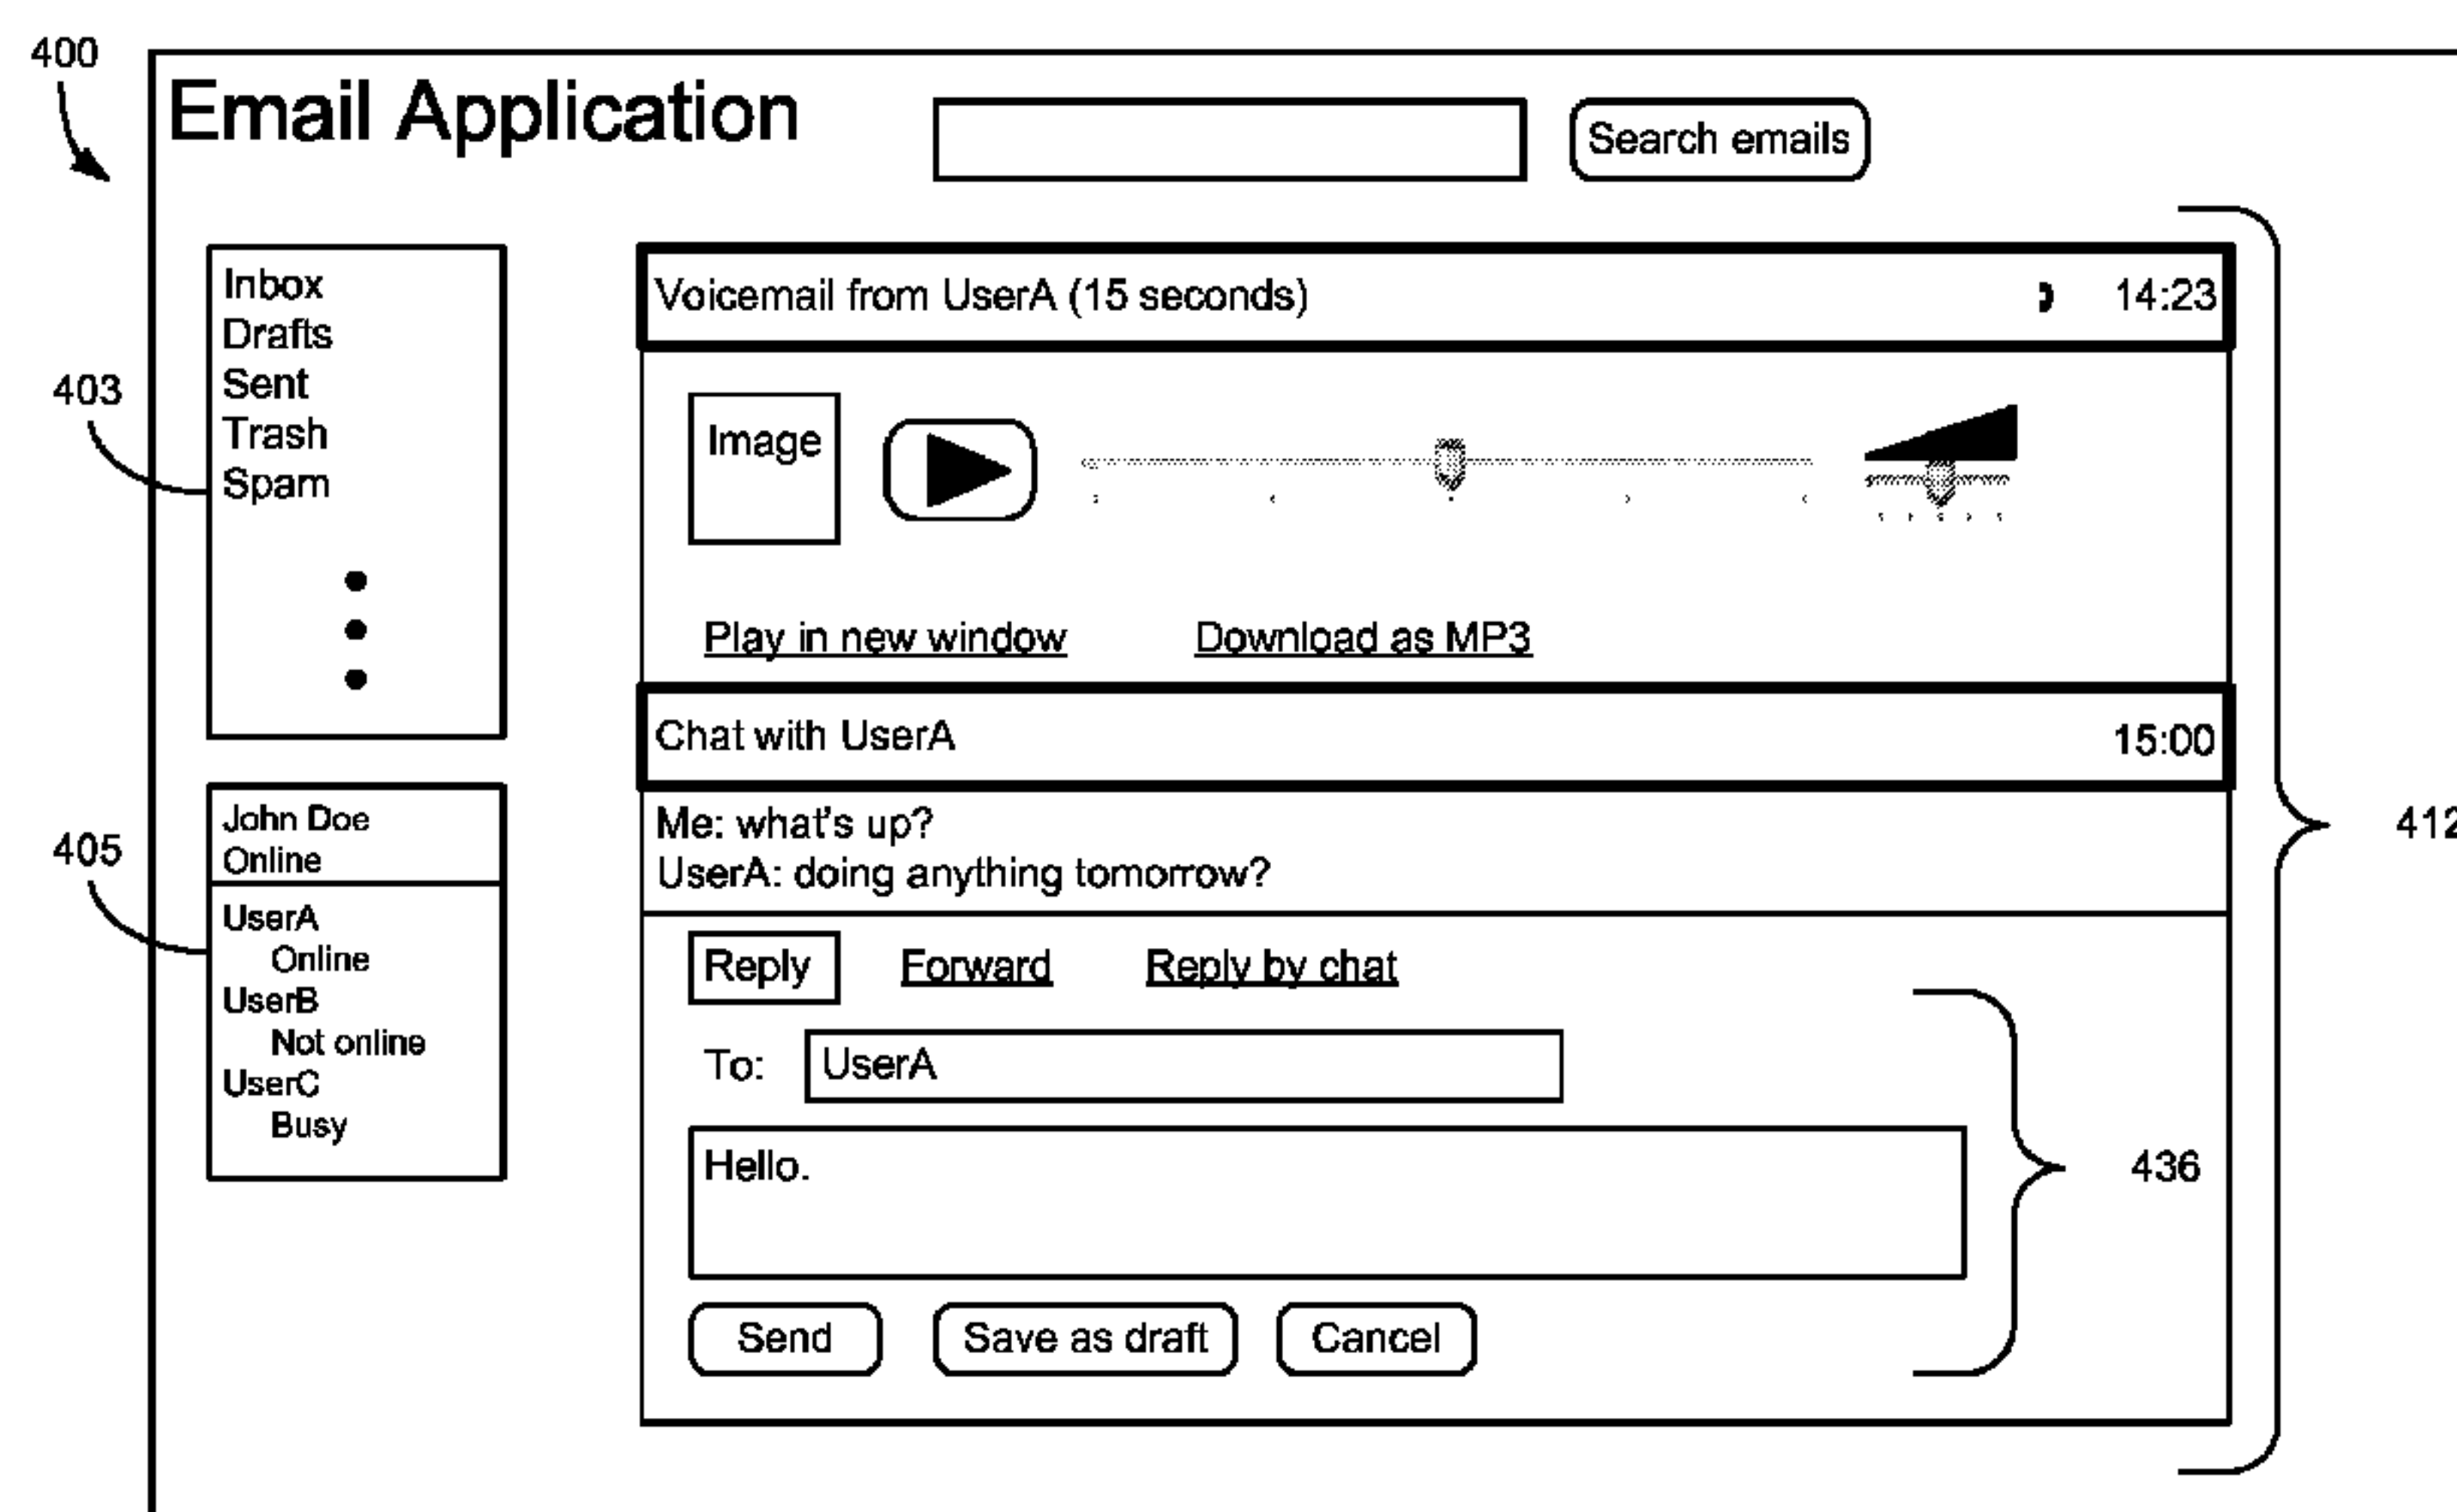 400
Email Application
Search emails
Inbox
Drafts
Sent
Trash
Spam
403
Voicemail from UserA (15 seconds) 14:23
Image
Play in new window Download as MP3
Chat with UserA 15:00
Me: what's up?
UserA: doing anything tomorrow?
412
John Doe
Online
405
UserA
Online
UserB
Not online
UserC
Busy
Reply Forward Reply by chat
To: UserA
Hello.
436
Send Save as draft Cancel